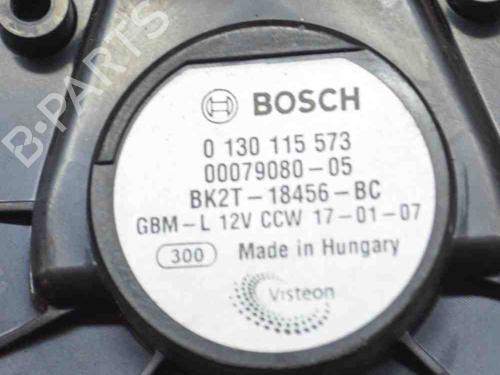 B-PARTS
BOSCH
0 130 115 573
00079080-05
BK2T-18456-BC
GBM-L 12V CCW 17-01-07
300 Made in Hungary
Visteon